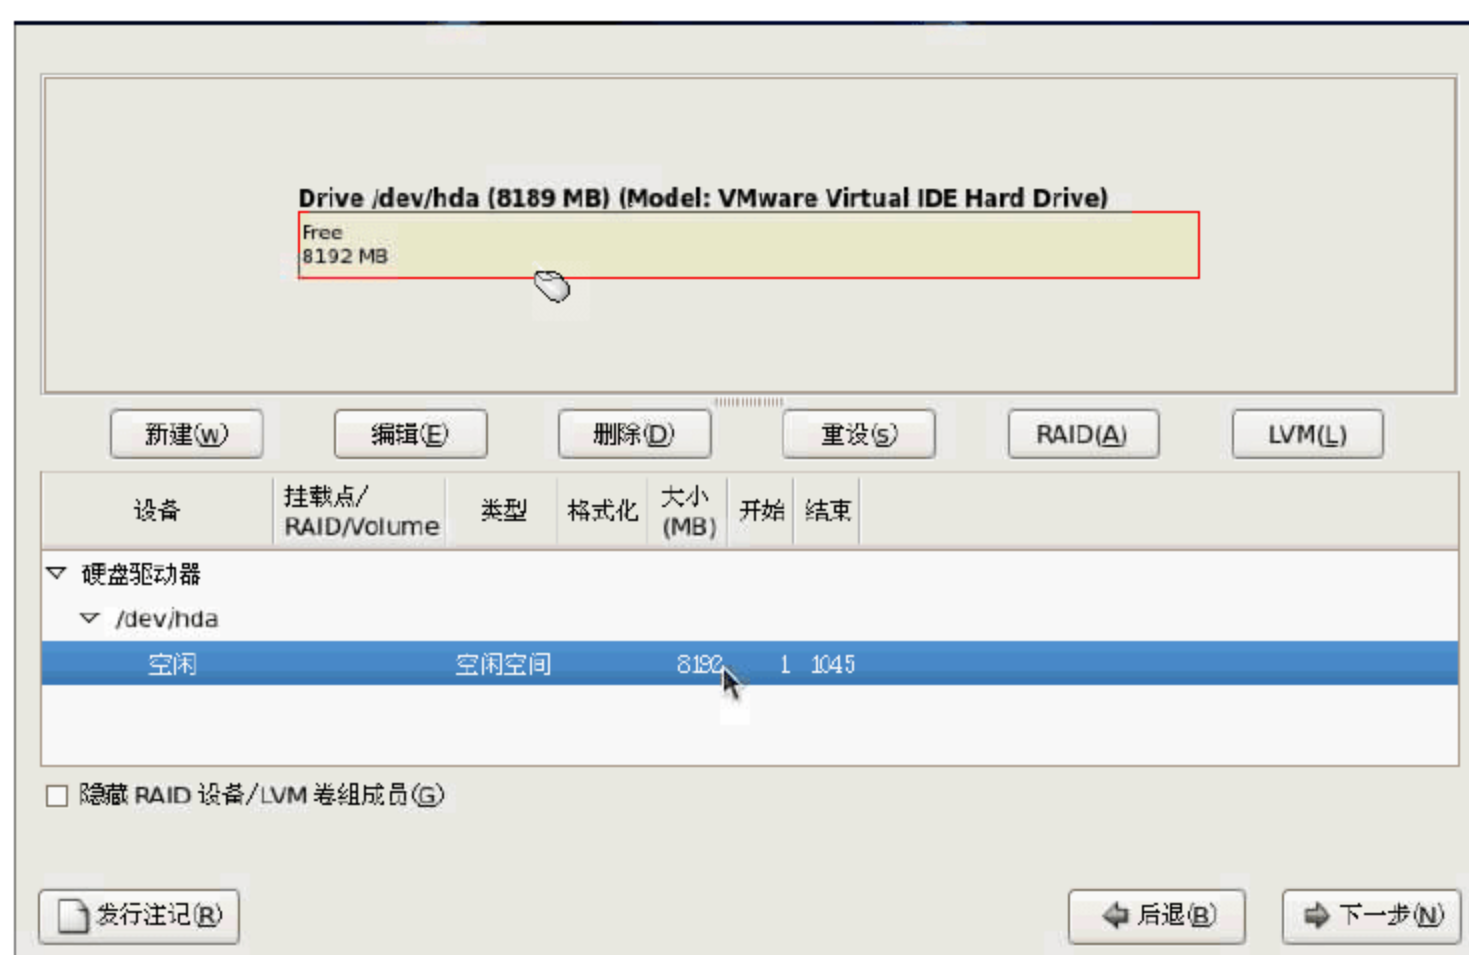 Drive /dev/hda (8189 MB) (Model: VMware Virtual IDE Hard Drive)
Free
8192 MB
新建(w) 编辑(E) 删除(D) 重设(s) RAID(A) LVM(L)
设备 挂载点/ RAID/Volume 类型 格式化 大小 (MB) 开始 结束
硬盘驱动器
/dev/hda
空闲 空闲空间 8192 1 1045
隐藏 RAID 设备/LVM 卷组成员(G)
发行注记(R) 后退(B) 下一步(N)